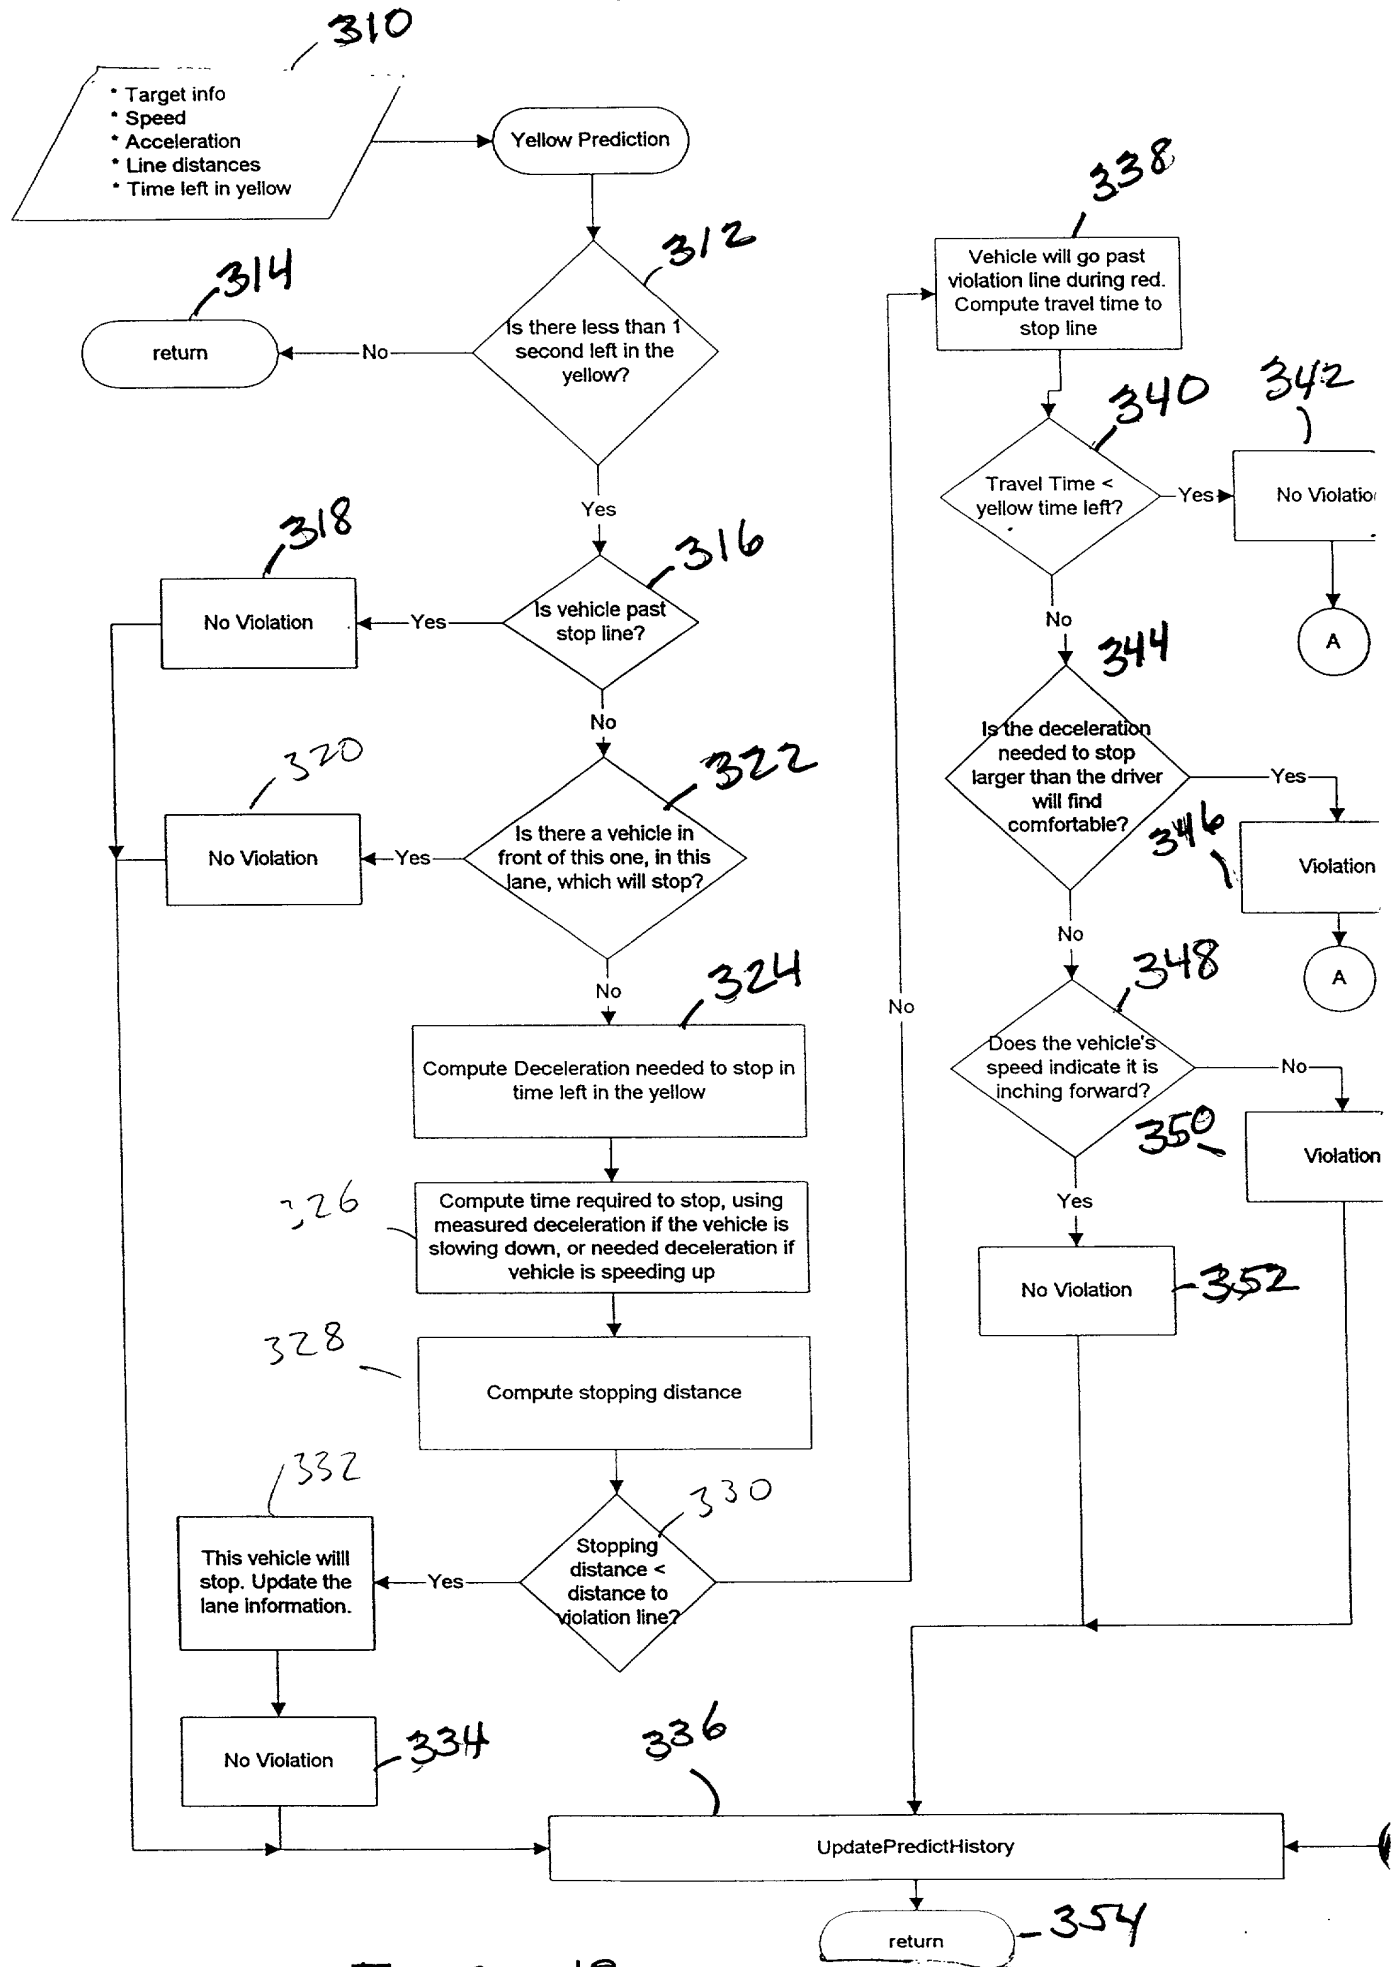 310
* Target info
* Speed
* Acceleration
* Line distances
* Time left in yellow
Yellow Prediction
312
Is there less than 1
second left in the
yellow?
No
314
return
Yes
316
Is vehicle past
stop line?
Yes
318
No Violation
No
320
No Violation
Yes
322
Is there a vehicle in
front of this one, in this
lane, which will stop?
No
324
Compute Deceleration needed to stop in
time left in the yellow
326
Compute time required to stop, using
measured deceleration if the vehicle is
slowing down, or needed deceleration if
vehicle is speeding up
328
Compute stopping distance
330
Stopping
distance <
distance to
violation line?
Yes
332
This vehicle willl
stop. Update the
lane information.
No Violation
334
No
338
Vehicle will go past
violation line during red.
Compute travel time to
stop line
340
Travel Time <
yellow time left?
Yes
342
No Violatio
A
No
344
Is the deceleration
needed to stop
larger than the driver
will find
comfortable?
Yes
346
Violation
A
No
348
Does the vehicle's
speed indicate it is
inching forward?
No
350
Violation
Yes
No Violation
352
336
UpdatePredictHistory
return
354